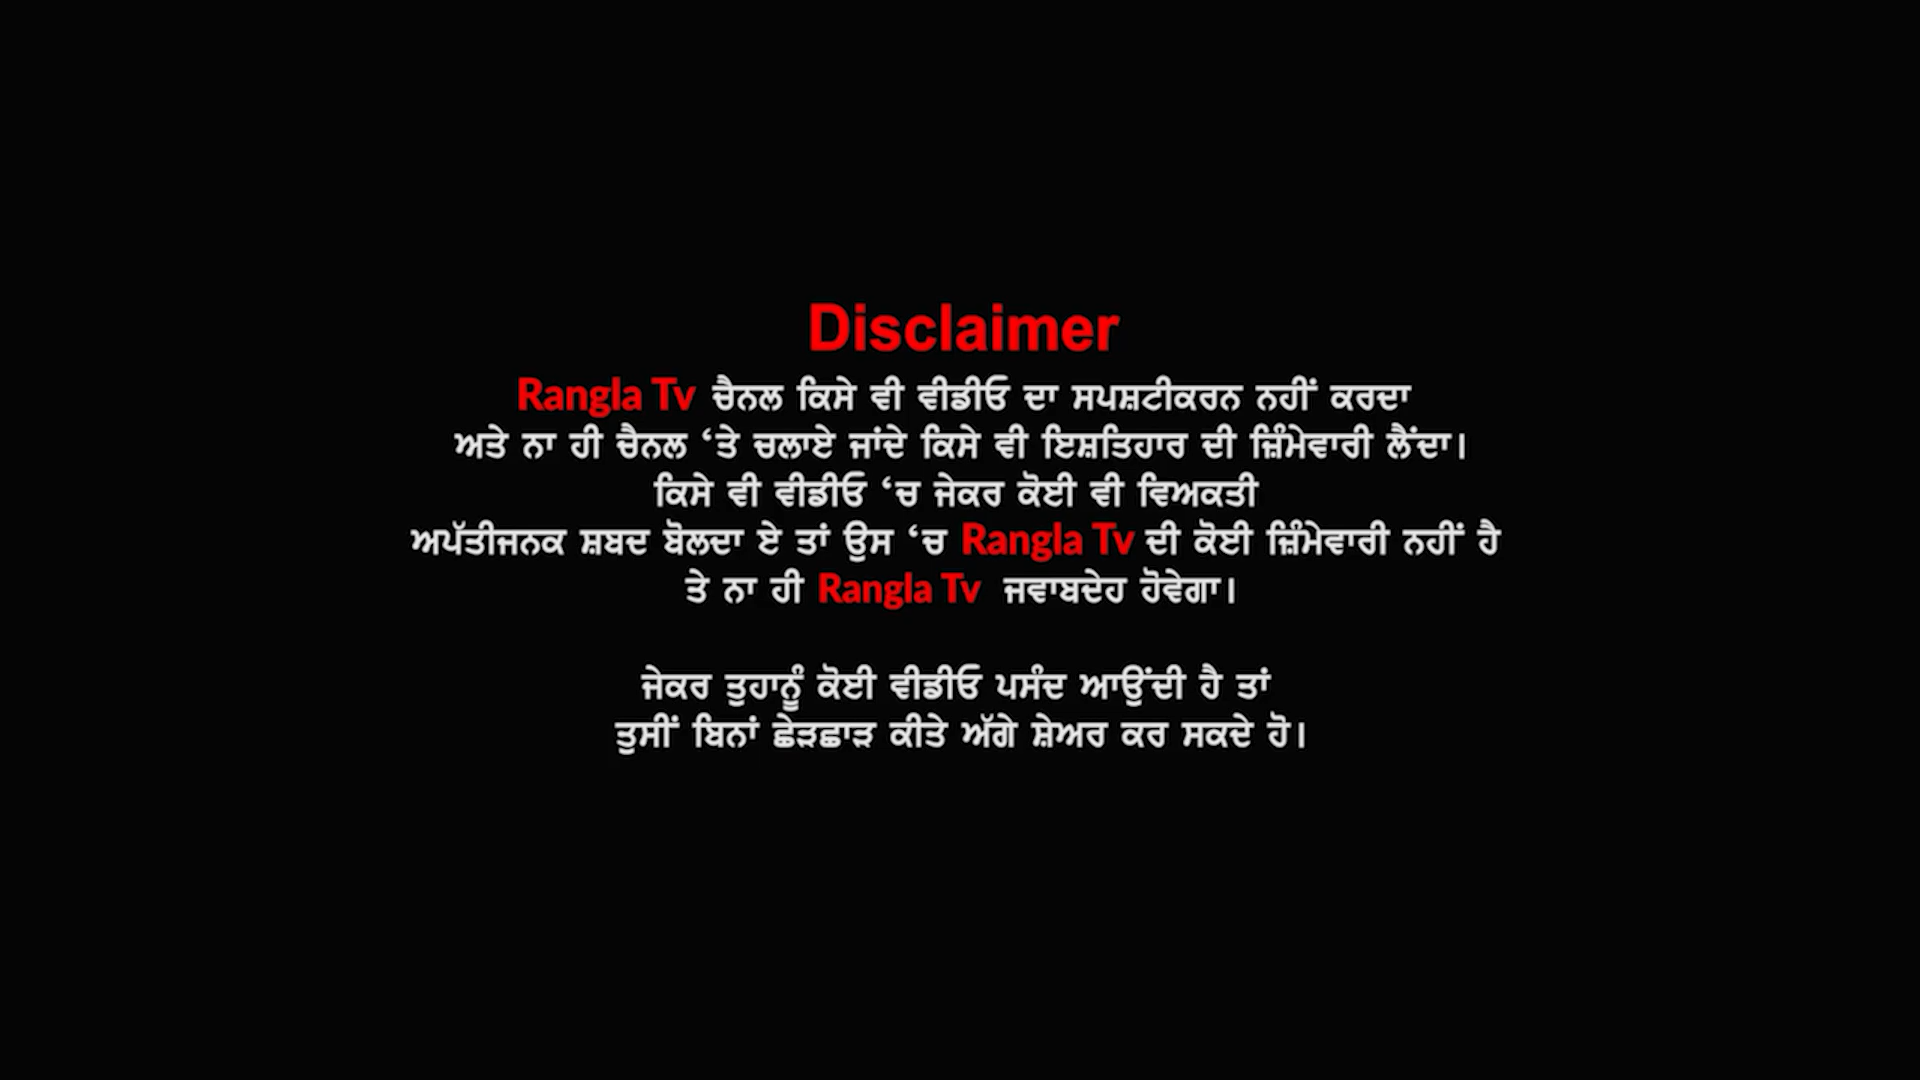 Disclaimer
Rangla Tv ਚੈਨਲ ਕਿਸੇ ਵੀ ਵੀਡੀਓ ਦਾ ਸਪਸ਼ਟੀਕਰਨ ਨਹੀਂ ਕਰਦਾ
ਅਤੇ ਨਾ ਹੀ ਚੈਨਲ ‘ਤੇ ਚਲਾਏ ਜਾਂਦੇ ਕਿਸੇ ਵੀ ਇਸ਼ਤਿਹਾਰ ਦੀ ਜ਼ਿੰਮੇਵਾਰੀ ਲੈਂਦਾ।
ਕਿਸੇ ਵੀ ਵੀਡੀਓ ‘ਚ ਜੇਕਰ ਕੋਈ ਵੀ ਵਿਅਕਤੀ
ਅਪੱਤੀਜਨਕ ਸ਼ਬਦ ਬੋਲਦਾ ਏ ਤਾਂ ਉਸ ‘ਚ Rangla Tv ਦੀ ਕੋਈ ਜ਼ਿੰਮੇਵਾਰੀ ਨਹੀਂ ਹੈ
ਤੇ ਨਾ ਹੀ Rangla Tv ਜਵਾਬਦੇਹ ਹੋਵੇਗਾ।
ਜੇਕਰ ਤੁਹਾਨੂੰ ਕੋਈ ਵੀਡੀਓ ਪਸੰਦ ਆਉਂਦੀ ਹੈ ਤਾਂ
ਤੁਸੀਂ ਬਿਨਾਂ ਛੇੜਛਾੜ ਕੀਤੇ ਅੱਗੇ ਸ਼ੇਅਰ ਕਰ ਸਕਦੇ ਹੋ।